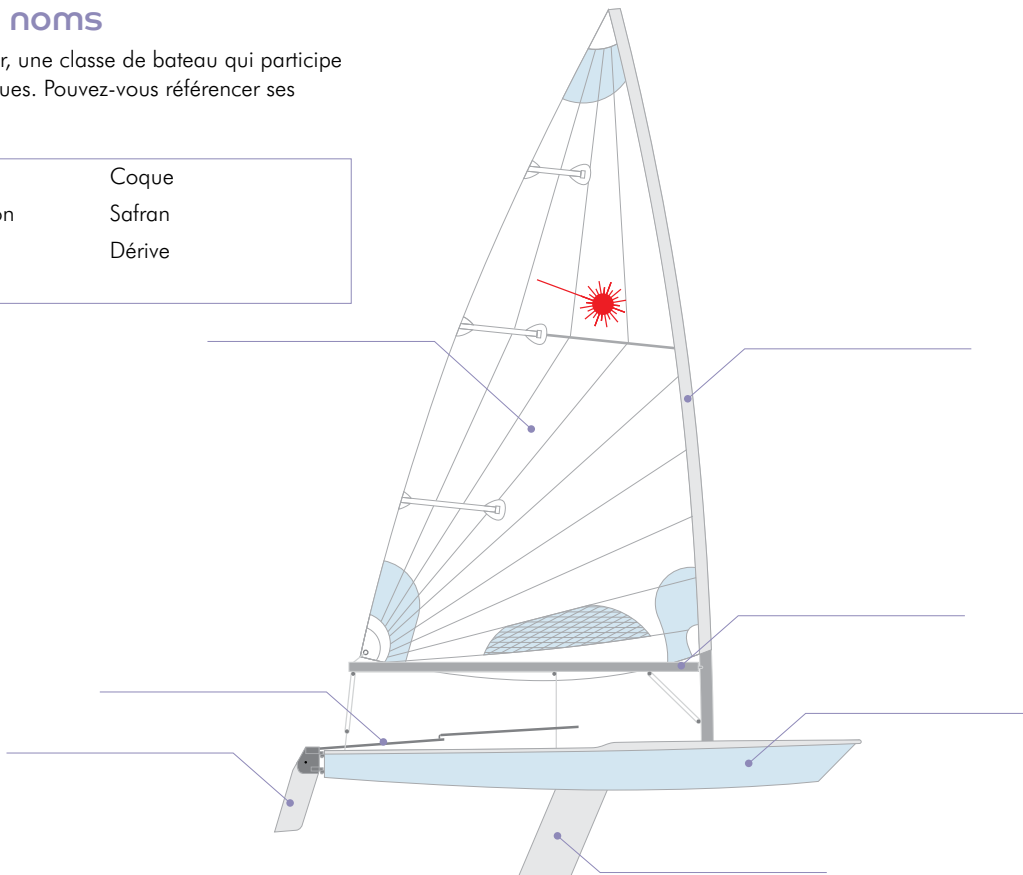 noms
r, une classe de bateau qui participe
ues. Pouvez-vous référencer ses
Coque
on Safran
Dérive